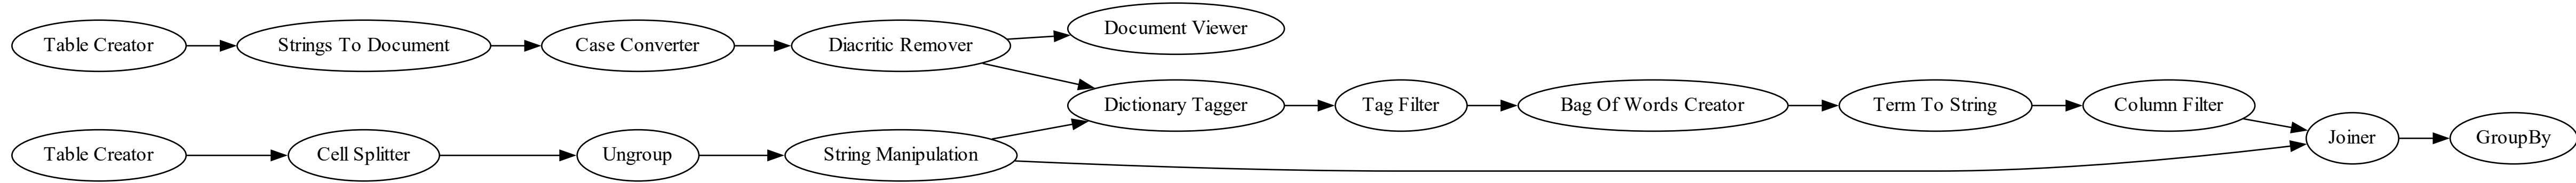 Table Creator
Strings To Document
Case Converter
Diacritic Remover
Document Viewer
Dictionary Tagger
Tag Filter
Bag Of Words Creator
Term To String
Column Filter
Table Creator
Cell Splitter
Ungroup
String Manipulation
Joiner
GroupBy